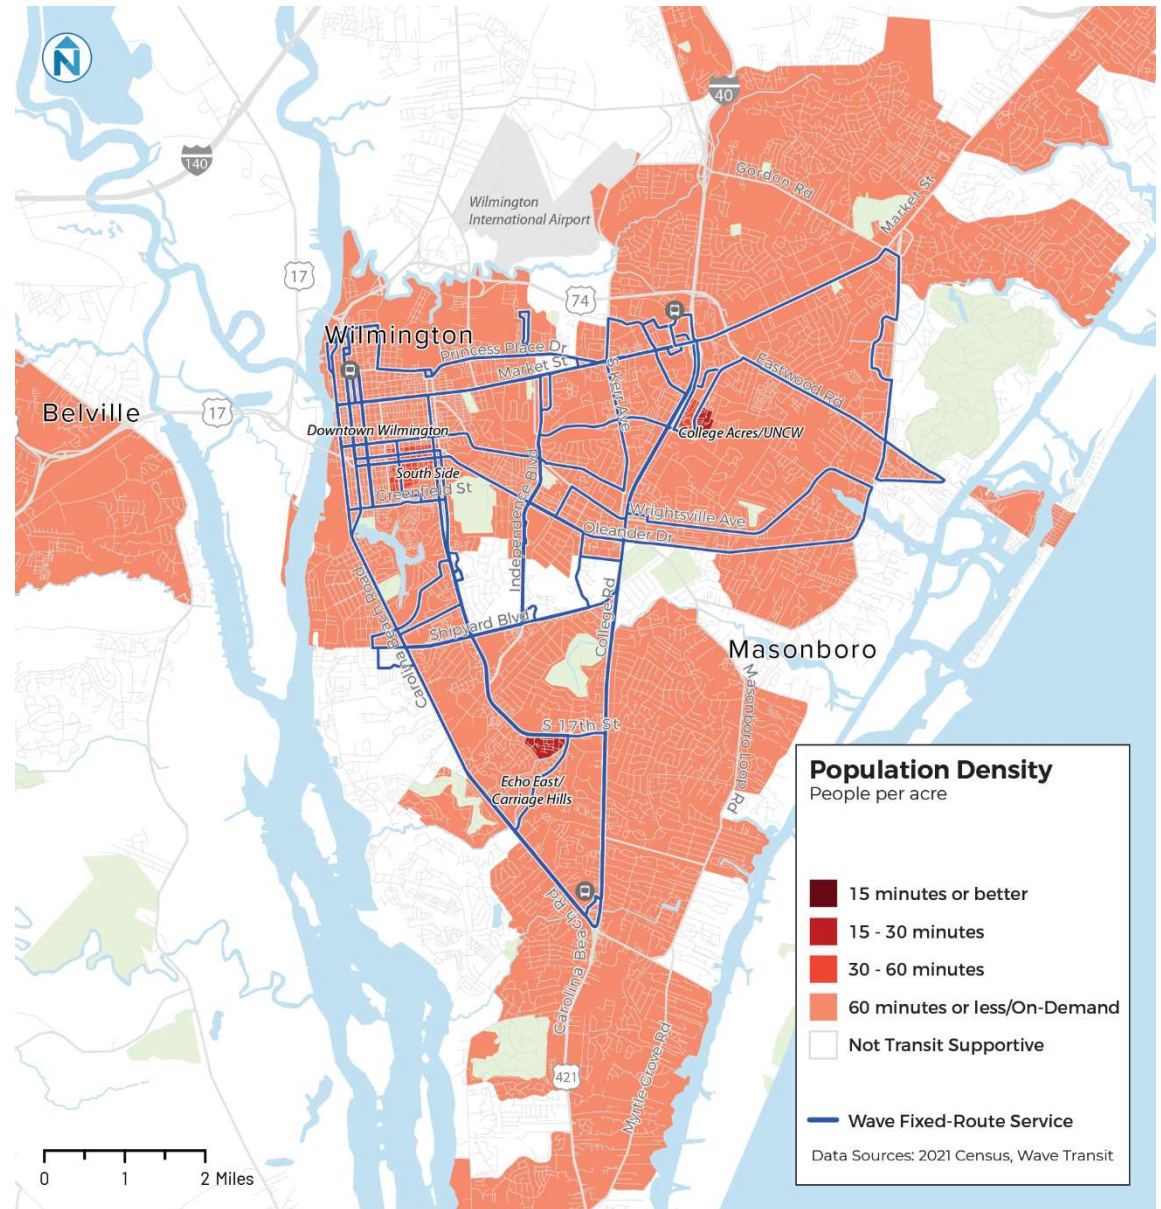 N
40
140
Gordon Rd
Market St
Wilmington
International Airport
17
74
Wilmington
Princess Place Dr
Market St
S Kerr Ave
Eastwood Rd
Belville
17
Downtown Wilmington
College Acres/UNCW
South Side
Greenfield St
Independence Blvd
Wrightsville Ave
Oleander Dr
Carolina Beach Road
Shipyard Blvd
College Rd
Masonboro
Masonboro Loop Rd
S 17th St
Echo East/
Carriage Hills
Carolina Beach Rd
421
Myrtle Grove Rd
Population Density
People per acre
15 minutes or better
15 - 30 minutes
30 - 60 minutes
60 minutes or less/On-Demand
Not Transit Supportive
Wave Fixed-Route Service
Data Sources: 2021 Census, Wave Transit
0 1 2 Miles